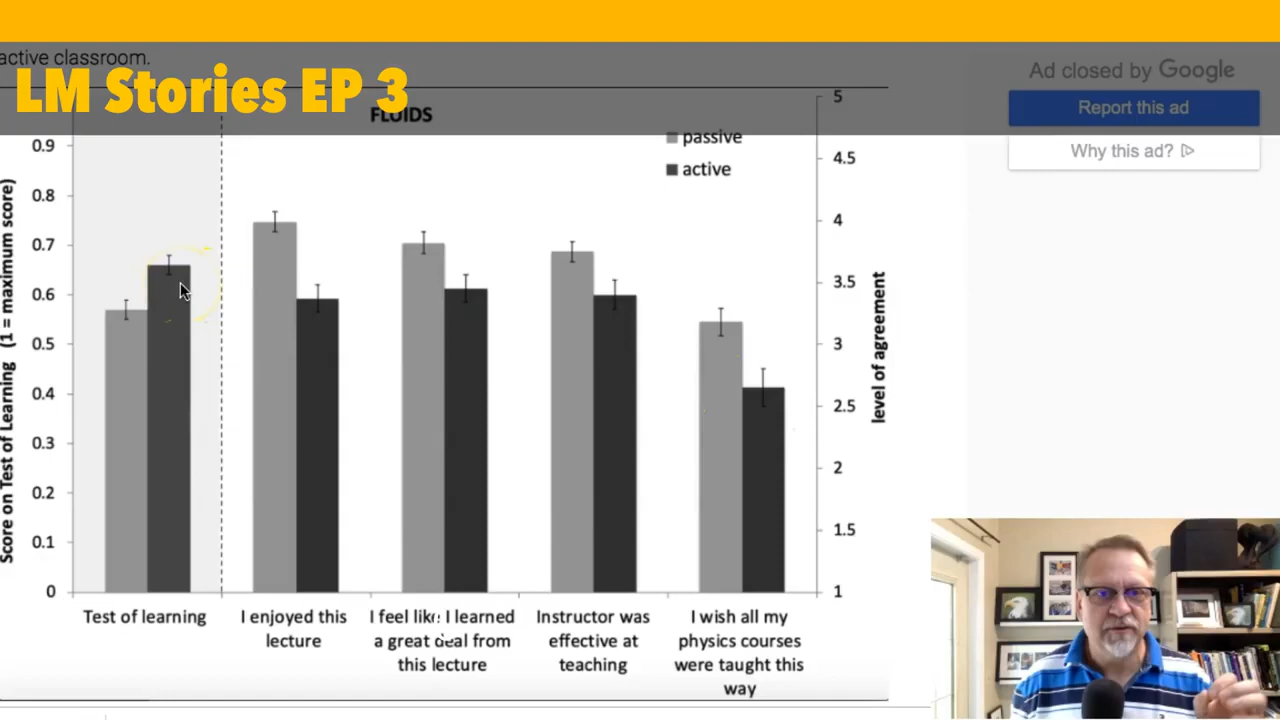 active classroom.
LM Stories EP 3
FLUIDS
passive
active
Score on Test of Learning (1 = maximum score)
0.9
0.8
0.7
0.6
0.5
0.4
0.3
0.2
0.1
0
5
4.5
4
3.5
3
2.5
2
1.5
1
level of agreement
Test of learning
I enjoyed this
lecture
I feel like I learned
a great deal from
this lecture
Instructor was
effective at
teaching
I wish all my
physics courses
were taught this
way
Ad closed by Google
Report this ad
Why this ad?